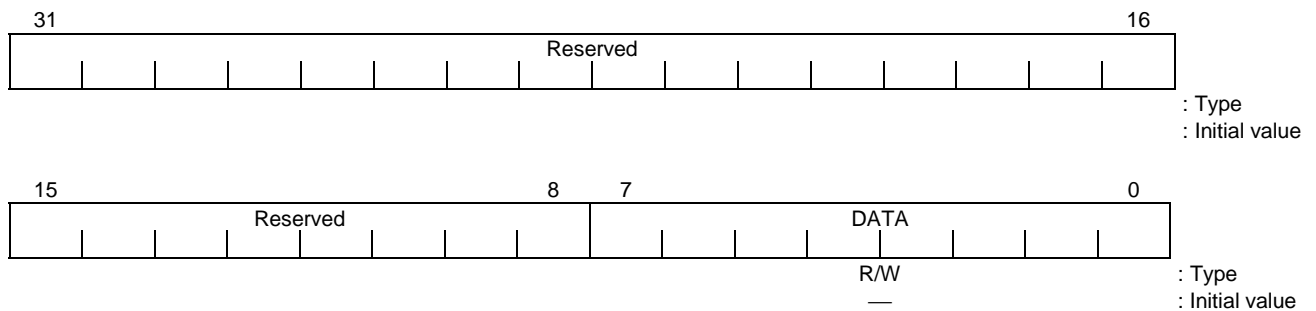 31 16
Reserved
: Type
: Initial value
15 8 7 0
Reserved DATA
R/W : Type
— : Initial value